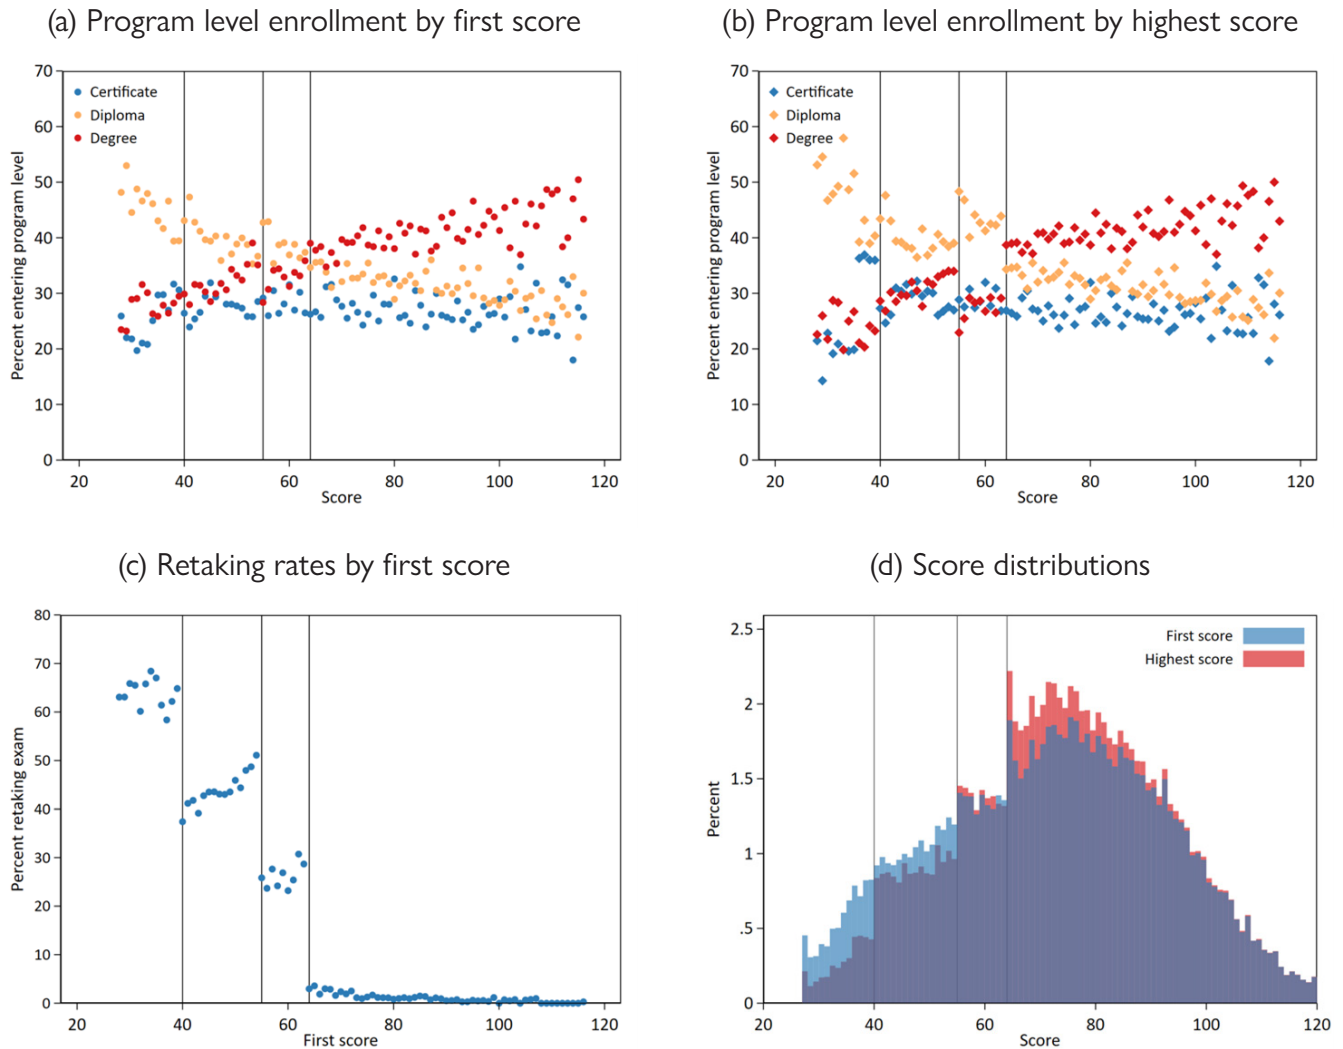 (a) Program level enrollment by first score
70
60
50
40
30
20
10
0
Percent entering program level
Certificate
Diploma
Degree
20 40 60 80 100 120
Score
(b) Program level enrollment by highest score
70
60
50
40
30
20
10
0
Percent entering program level
Certificate
Diploma
Degree
20 40 60 80 100 120
Score
(c) Retaking rates by first score
80
70
60
50
40
30
20
10
0
Percent retaking exam
20 40 60 80 100 120
First score
(d) Score distributions
2.5
2
1.5
1
.5
0
Percent
First score
Highest score
20 40 60 80 100 120
Score